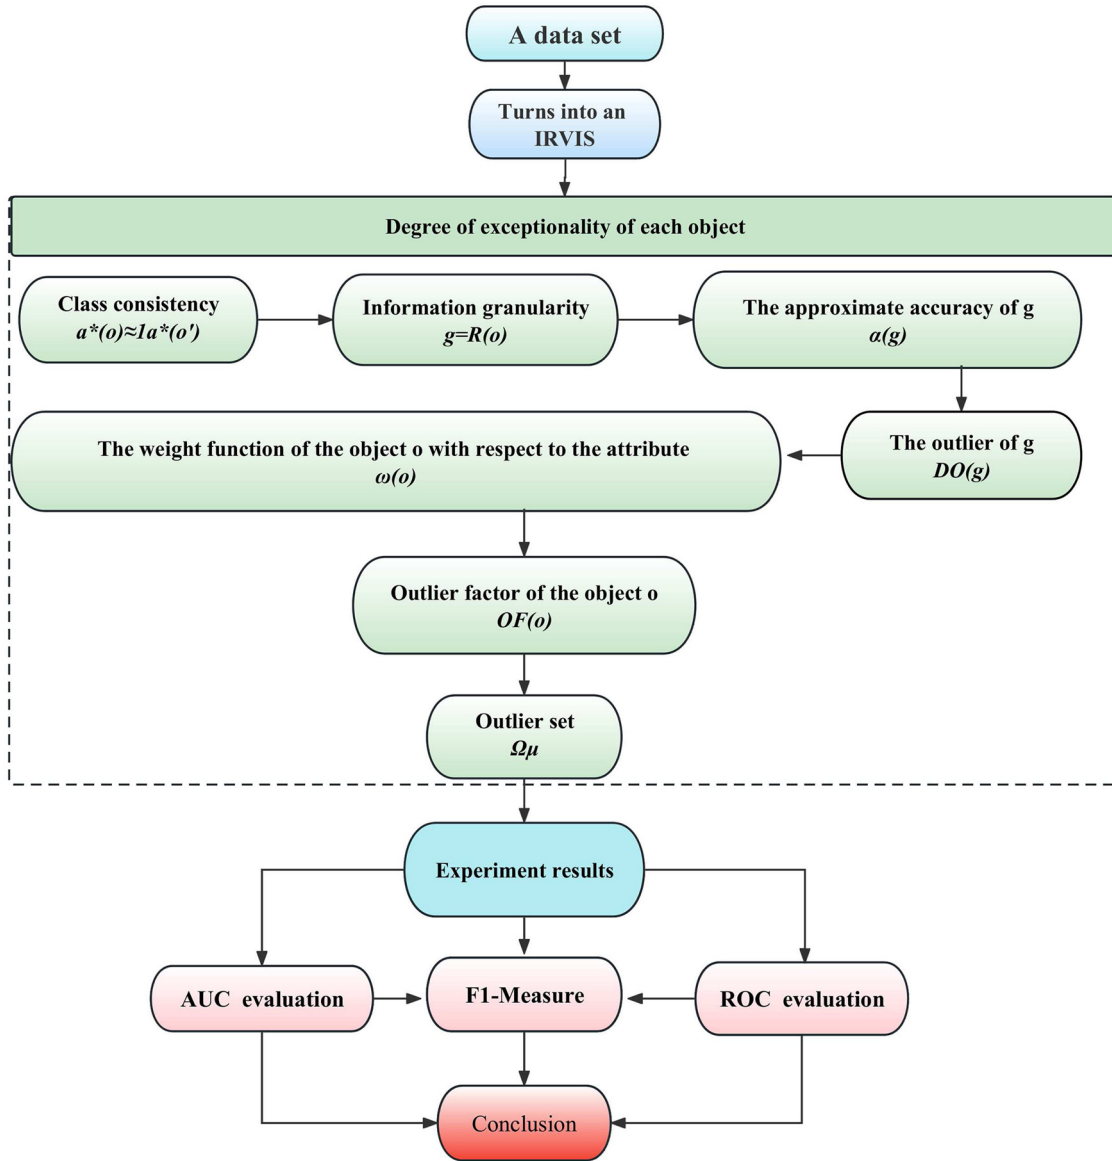 A data set
Turns into an
IRVIS
Degree of exceptionality of each object
Class consistency
a*(o)≈1a*(o')
Information granularity
g=R(o)
The approximate accuracy of g
α(g)
The weight function of the object o with respect to the attribute
ω(o)
The outlier of g
DO(g)
Outlier factor of the object o
OF(o)
Outlier set
Ωμ
Experiment results
AUC evaluation
F1-Measure
ROC evaluation
Conclusion